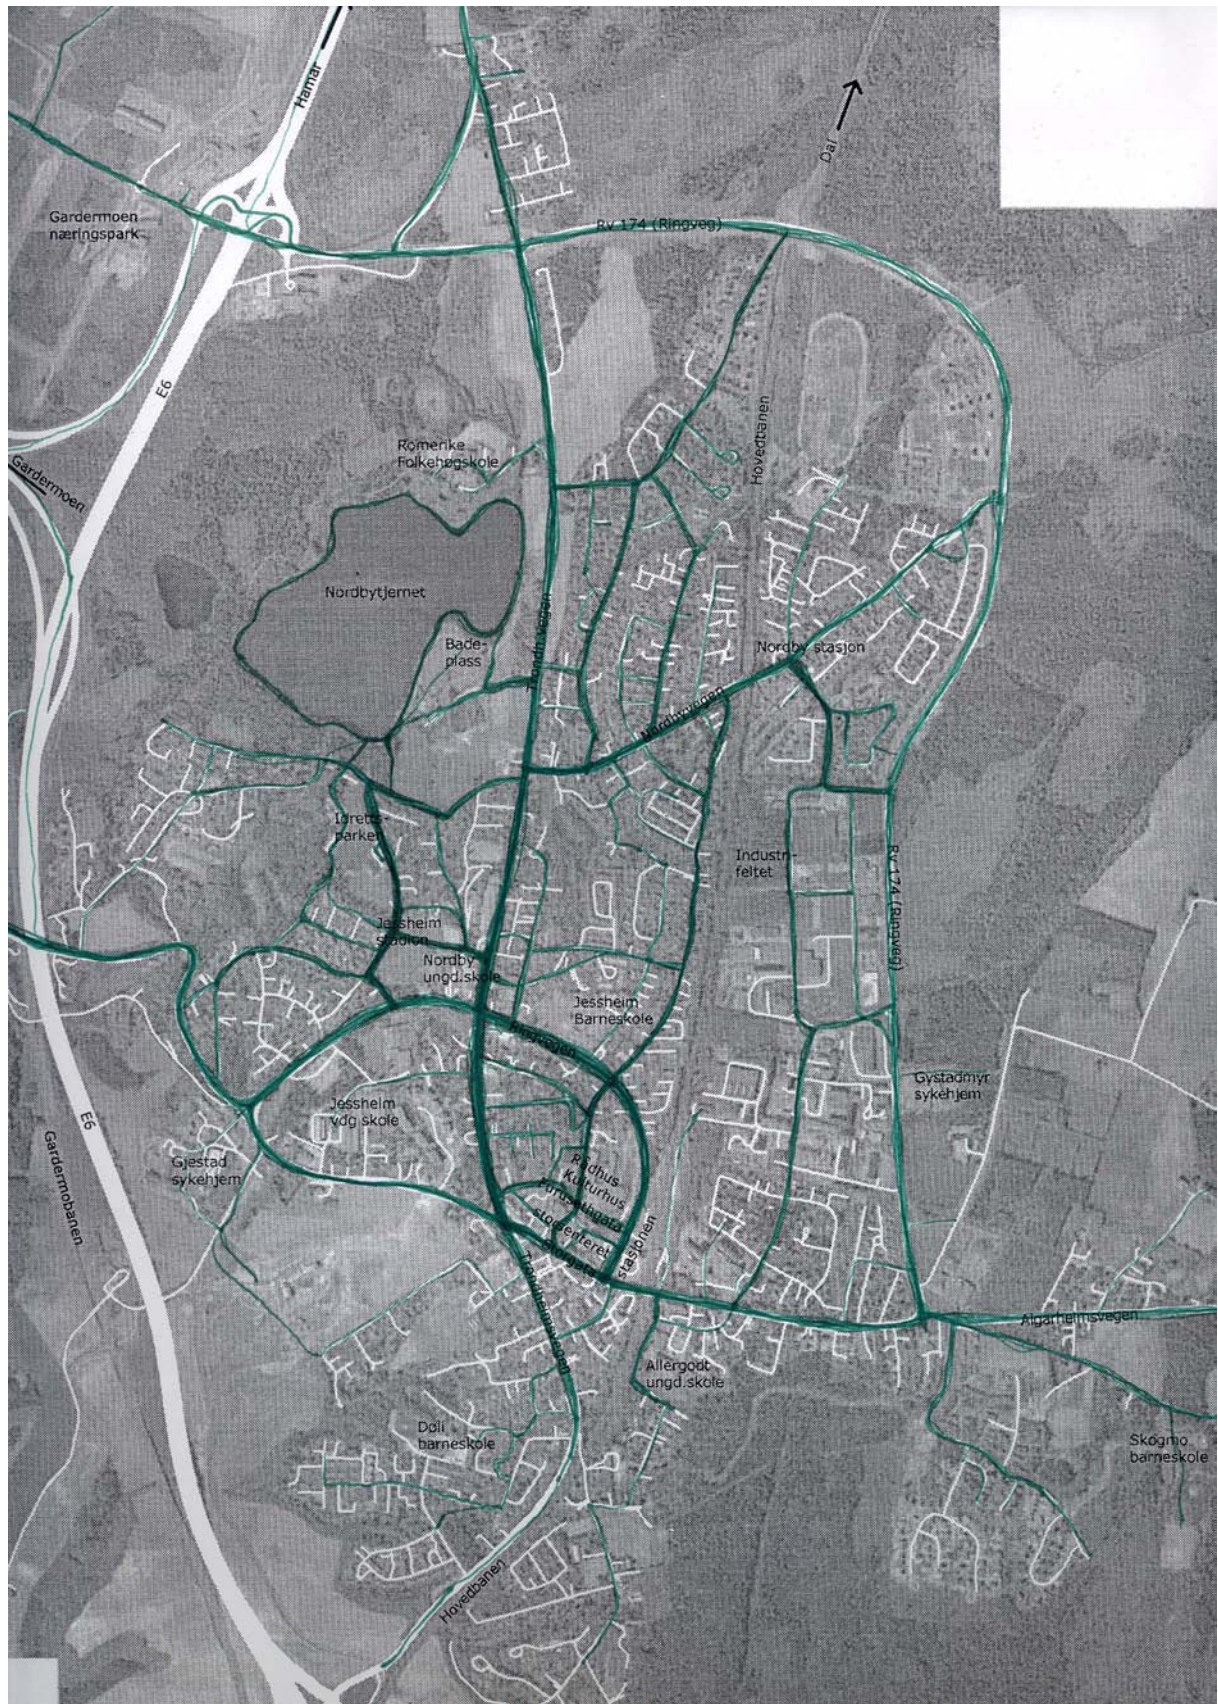 Hamar
Dal
Gardermoen
næringspark
Rv 174 (Ringveg)
E6
Hovedbanen
Romerike
Folkehøgskole
Gardermoen
Nordbytjernet
Bade-
plass
Trondh.vegen
Nordby stasjon
Nordbyvegen
Idretts-
parken
Industri-
feltet
Rv 174 (Ringveg)
Jessheim
stadion
Nordby
ungd.skole
Jessheim
Barneskole
Ringvegen
Gystadmyr
sykehjem
Jessheim
vdg skole
E6
Gardermobanen
Gjestad
sykehjem
Rådhus
Kulturhus
Furusethgata
storsenteret
Storgata
stasjonen
Trondheimsvegen
Algarheimsvegen
Allergodt
ungd.skole
Døli
barneskole
Skogmo
barneskole
Hovedbanen